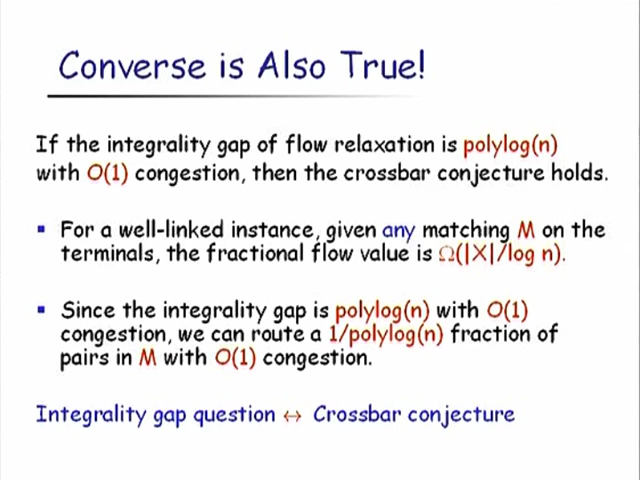 Converse is Also True!
If the integrality gap of flow relaxation is polylog(n)
with O(1) congestion, then the crossbar conjecture holds.
▪ For a well-linked instance, given any matching M on the
terminals, the fractional flow value is Ω(|X|/log n).
▪ Since the integrality gap is polylog(n) with O(1)
congestion, we can route a 1/polylog(n) fraction of
pairs in M with O(1) congestion.
Integrality gap question ↔ Crossbar conjecture